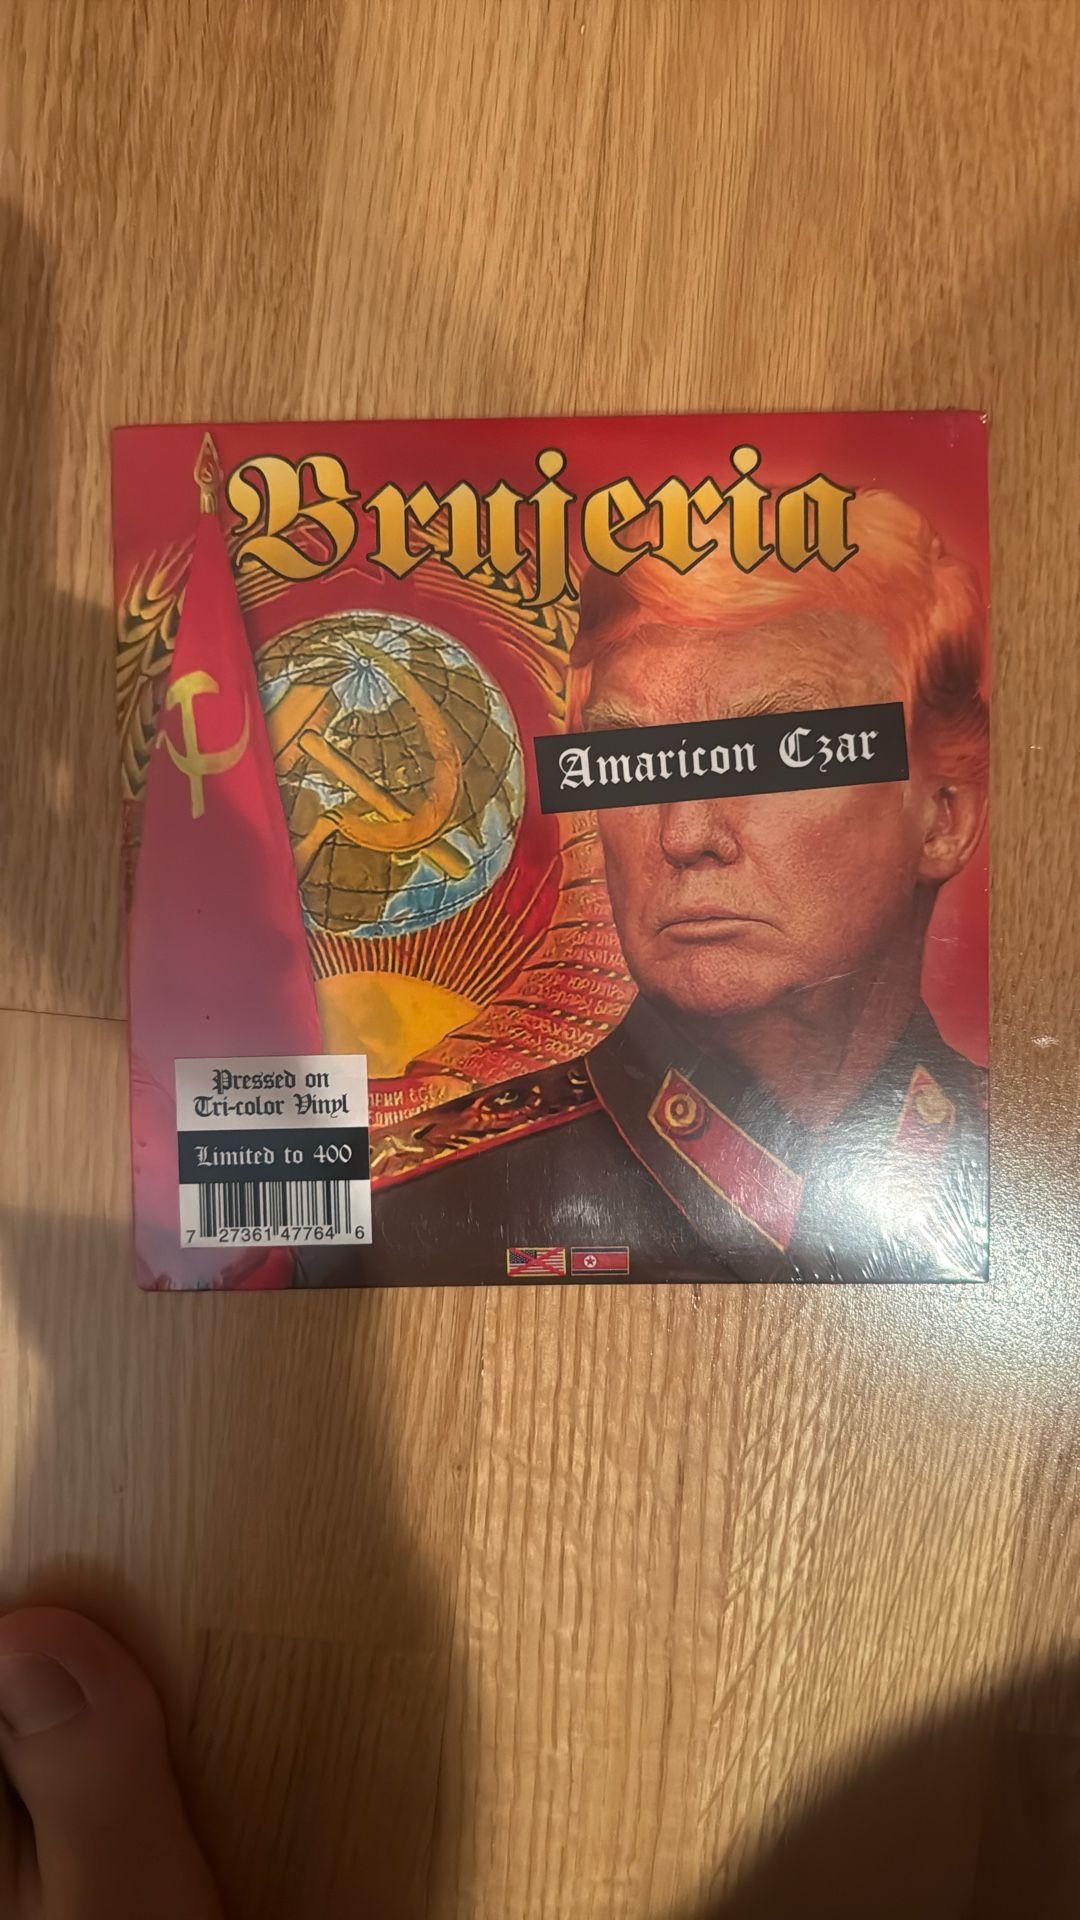 Brujeria
Amaricon Czar
Pressed on
Tri-color Vinyl
Limited to 400
7 27361 47764 6